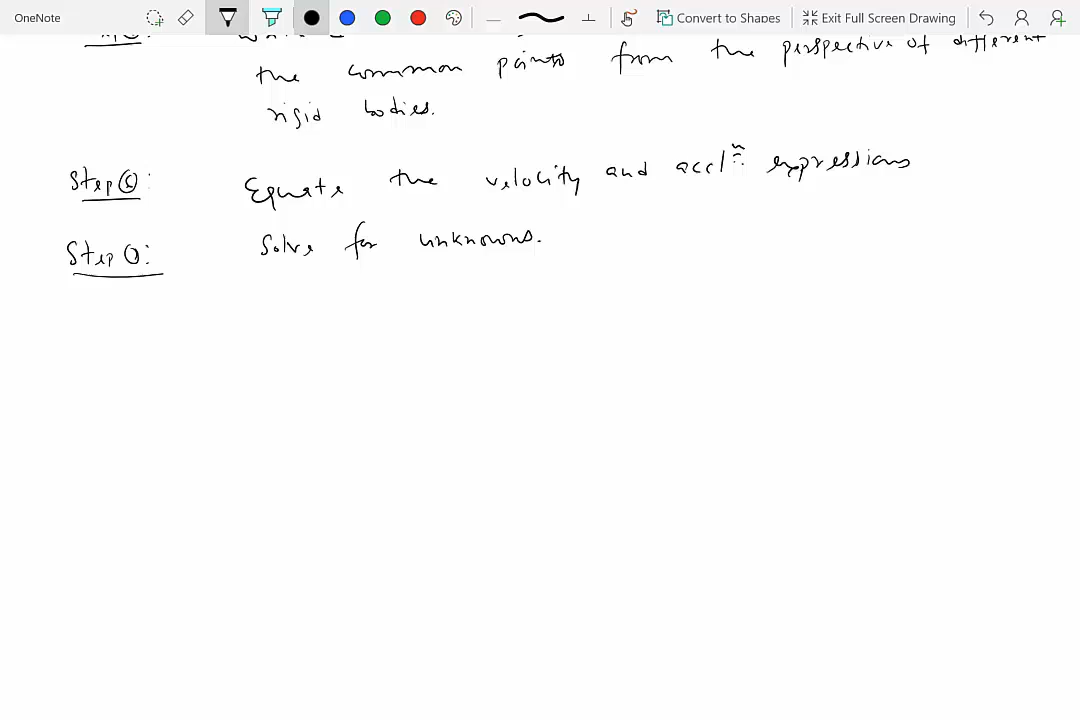 OneNote
Convert to Shapes
Exit Full Screen Drawing
the common points from the perspective of different
rigid bodies.
Step : Equate the velocity and acclⁿ. expressions
Step : Solve for unknowns.